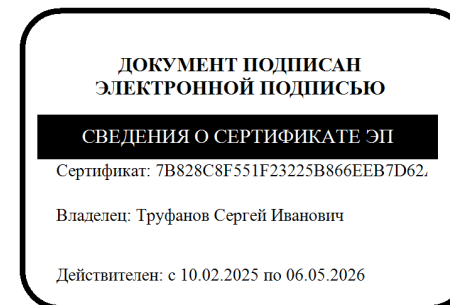 ДОКУМЕНТ ПОДПИСАН
ЭЛЕКТРОННОЙ ПОДПИСЬЮ
СВЕДЕНИЯ О СЕРТИФИКАТЕ ЭП
Сертификат: 7B828C8F551F23225B866EEB7D62
Владелец: Труфанов Сергей Иванович
Действителен: с 10.02.2025 по 06.05.2026